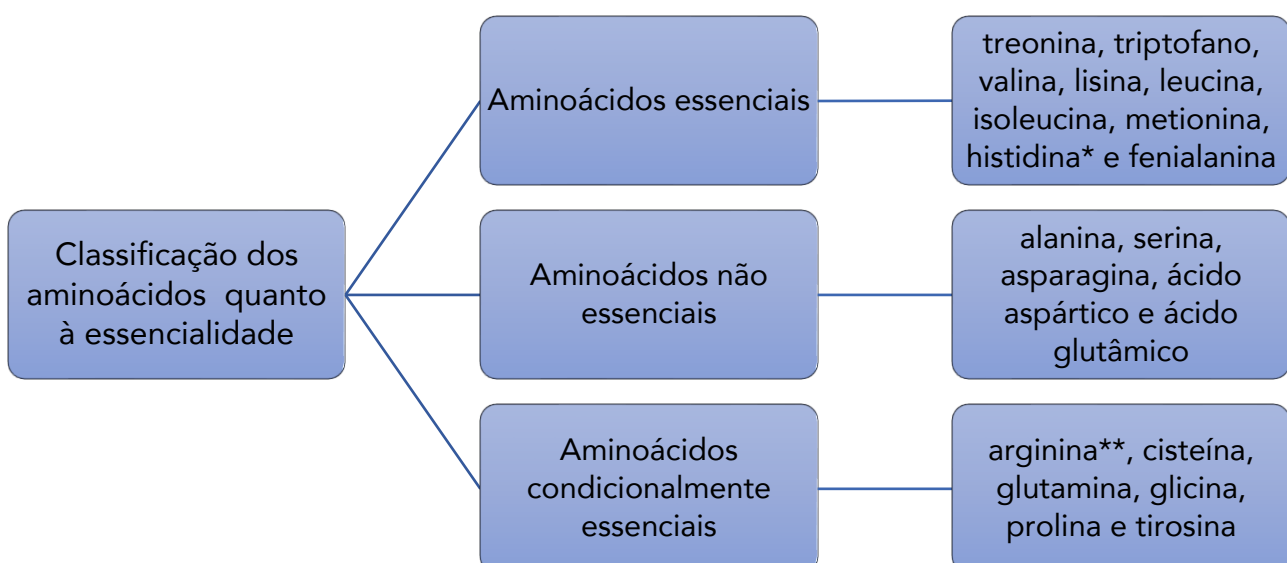 Classificação dos
aminoácidos quanto
à essencialidade
Aminoácidos essenciais
treonina, triptofano,
valina, lisina, leucina,
isoleucina, metionina,
histidina* e fenialanina
Aminoácidos não
essenciais
alanina, serina,
asparagina, ácido
aspártico e ácido
glutâmico
Aminoácidos
condicionalmente
essenciais
arginina**, cisteína,
glutamina, glicina,
prolina e tirosina